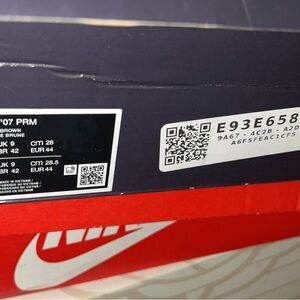 '07 PRM
BROWN
E BRUNE
UK 9 cm 28
BR 42 EUR 44
UK 9 cm 28.5
BR 42 EUR 44
E93E658
9A67 - 4C2B - A2D
A6F5FEAC1CF5